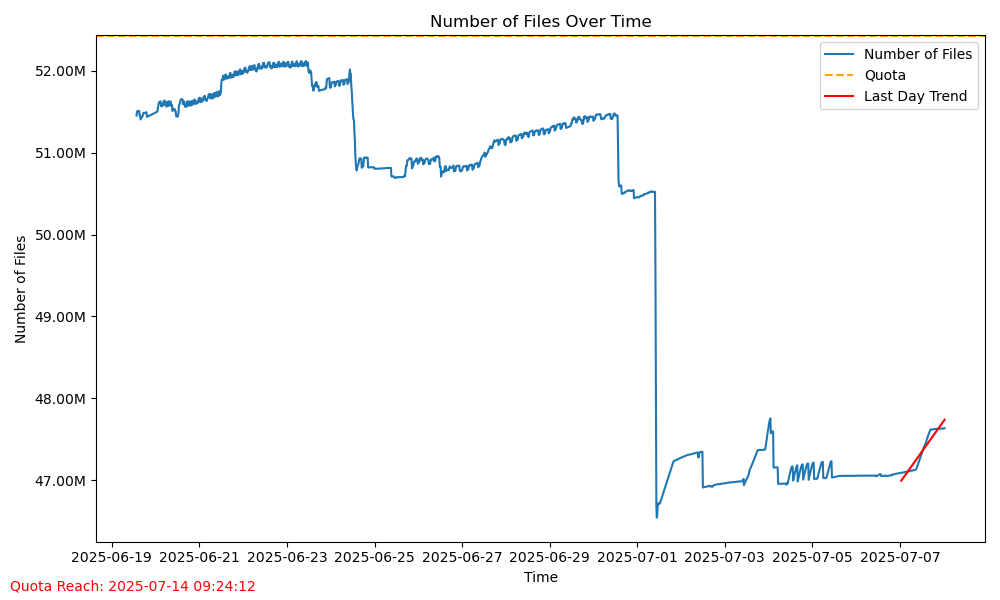 Number of Files Over Time
Number of Files
Quota
Last Day Trend
52.00M
51.00M
50.00M
49.00M
48.00M
47.00M
Number of Files
2025-06-19 2025-06-21 2025-06-23 2025-06-25 2025-06-27 2025-06-29 2025-07-01 2025-07-03 2025-07-05 2025-07-07
Time
Quota Reach: 2025-07-14 09:24:12